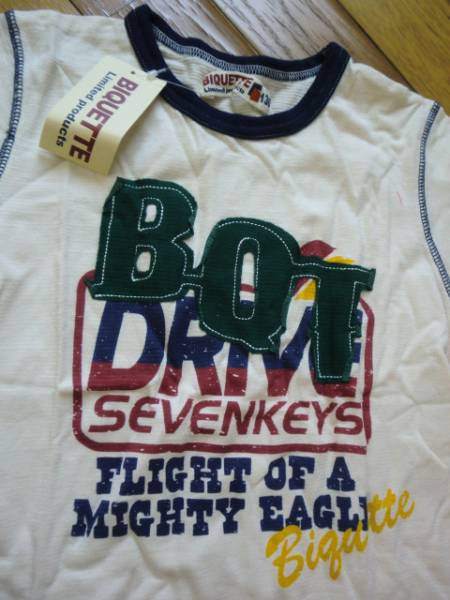 BIQUETTE
Limited products
BIQUETTE
BOT
DRIVE
SEVENKEYS
FLIGHT OF A
MIGHTY EAGLE
Biquette